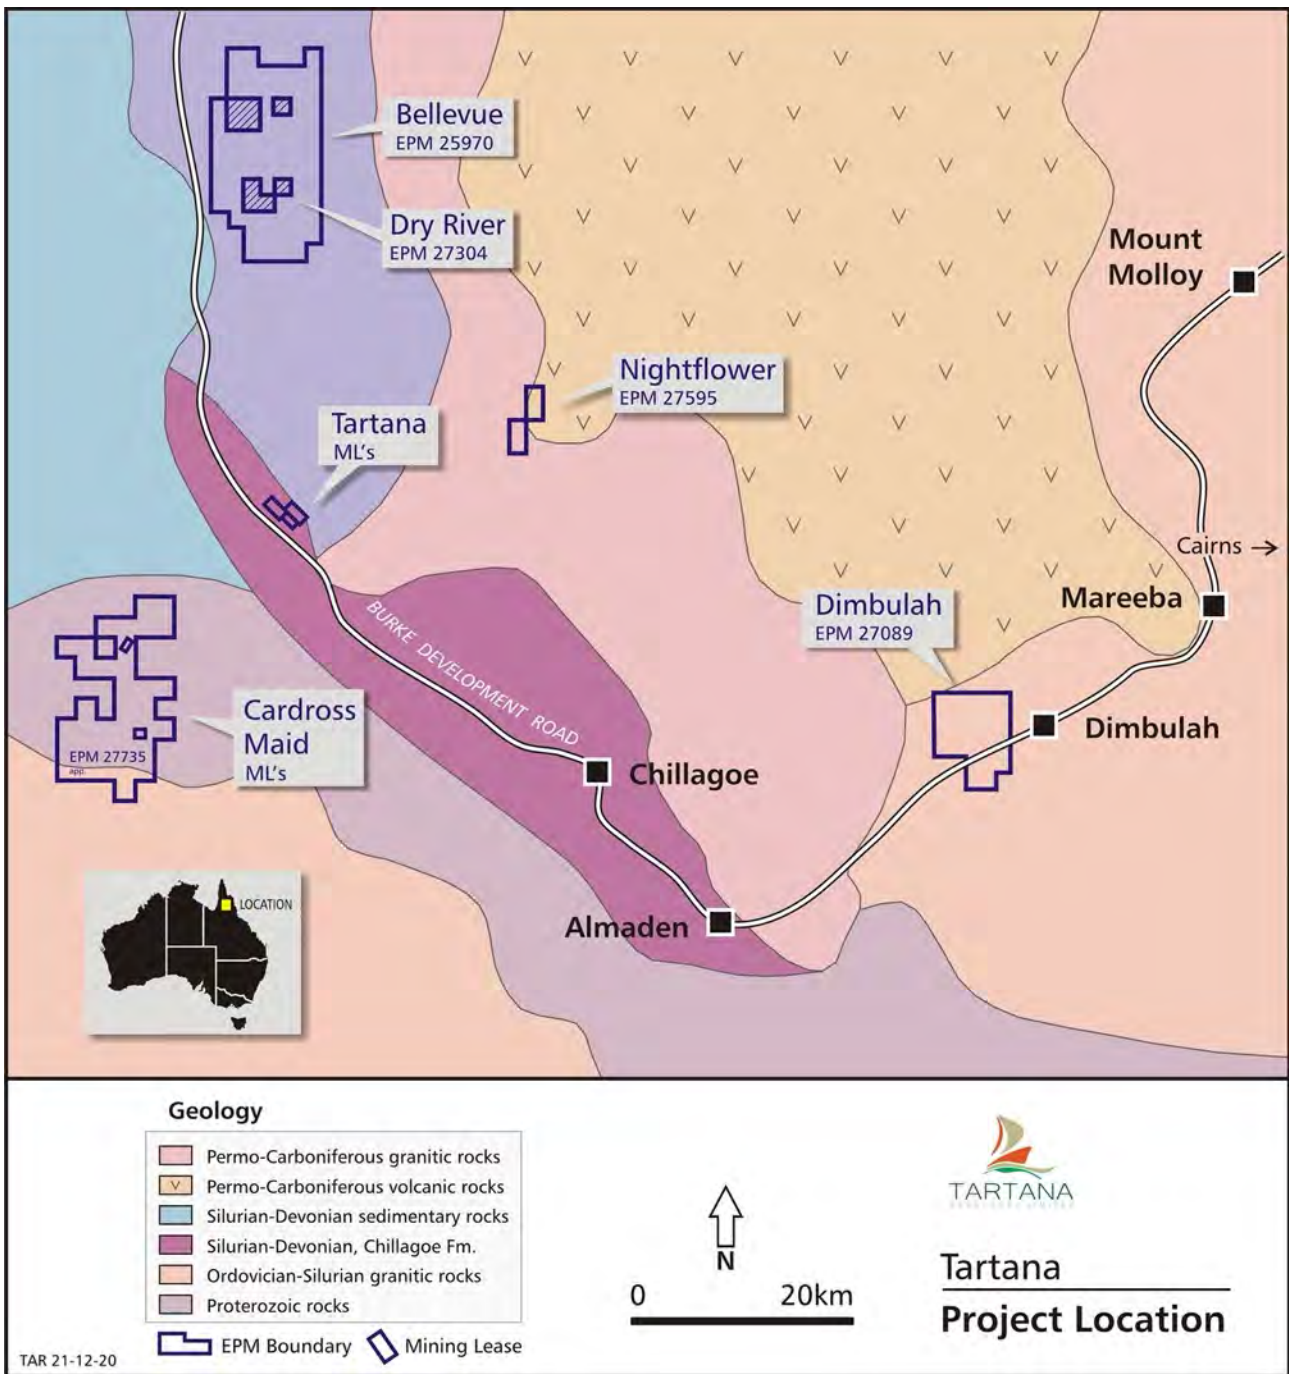 Bellevue
EPM 25970
Dry River
EPM 27304
Mount
Molloy
Nightflower
EPM 27595
Tartana
ML's
Cairns →
Mareeba
Dimbulah
EPM 27089
BURKE DEVELOPMENT ROAD
Cardross
Maid
ML's
EPM 27735
app.
Dimbulah
Chillagoe
LOCATION
Almaden
Geology
Permo-Carboniferous granitic rocks
V Permo-Carboniferous volcanic rocks
Silurian-Devonian sedimentary rocks
Silurian-Devonian, Chillagoe Fm.
Ordovician-Silurian granitic rocks
Proterozoic rocks
EPM Boundary
Mining Lease
TAR 21-12-20
N
0 20km
TARTANA
Tartana
Project Location